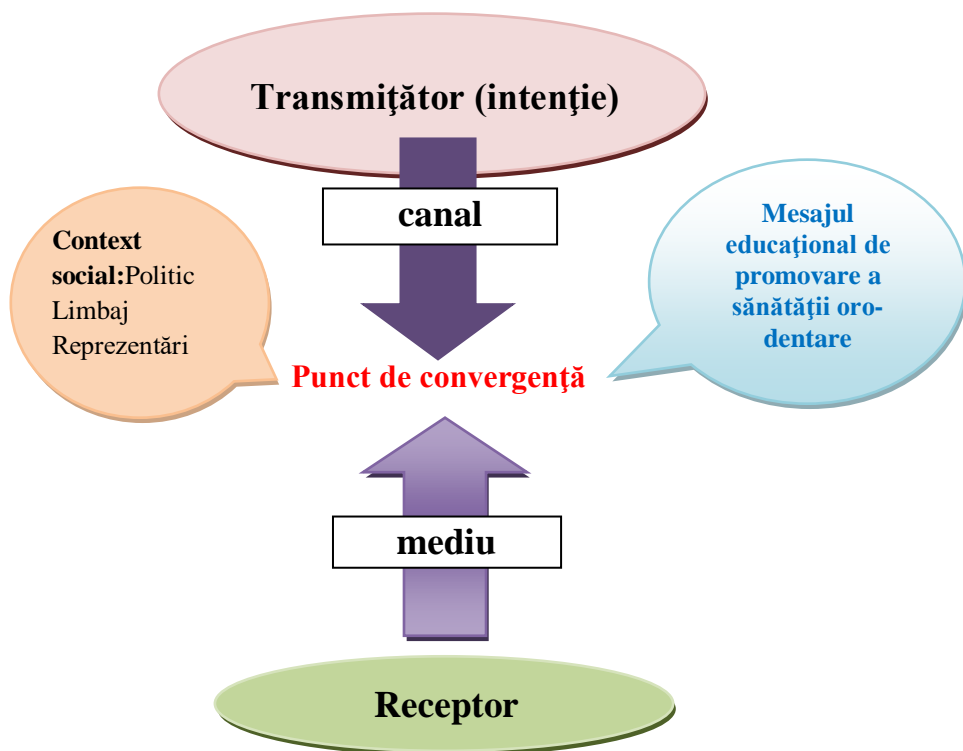 Transmiţător (intenţie)
canal
Context
social:Politic
Limbaj
Reprezentări
Mesajul
educaţional de
promovare a
sănătăţii oro-
dentare
Punct de convergenţă
mediu
Receptor